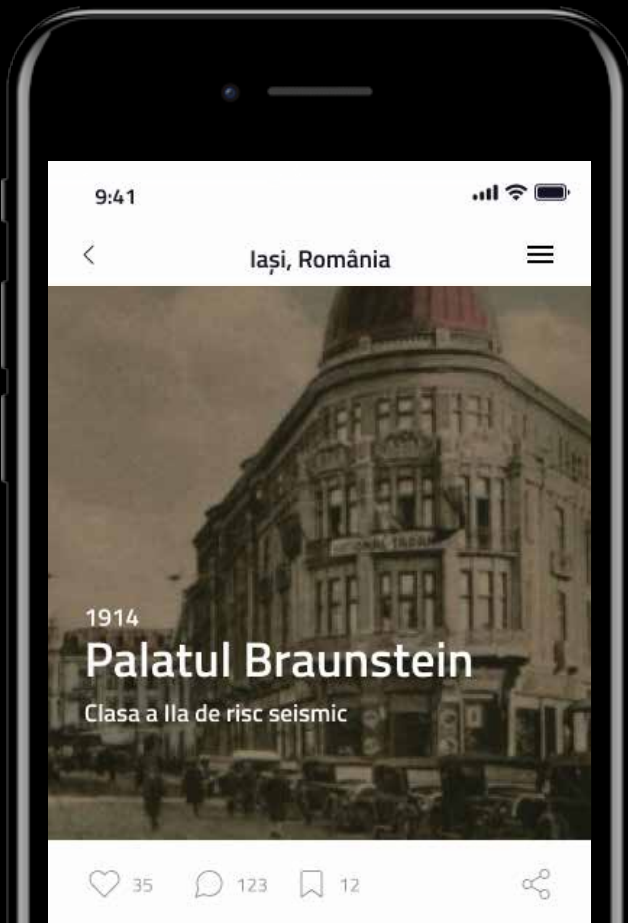 9:41
Iași, România
1914
Palatul Braunstein
Clasa a IIa de risc seismic
35 123 12